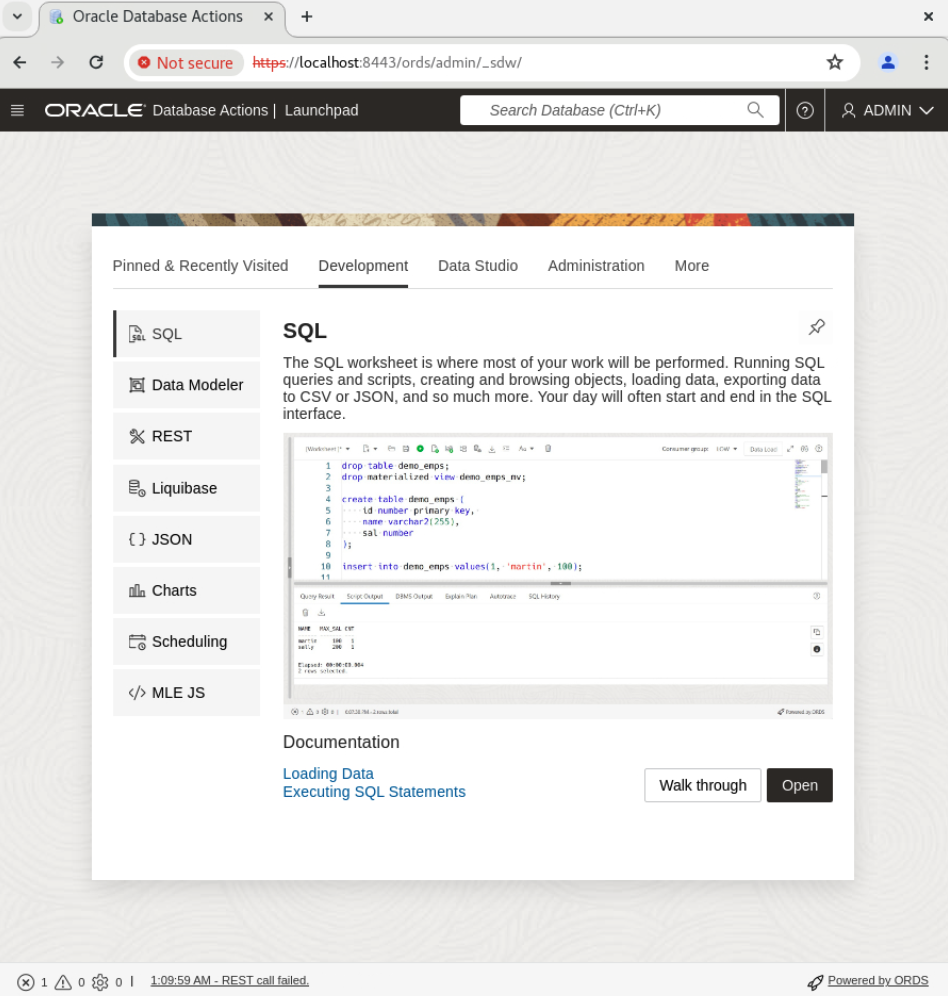 Oracle Database Actions
Not secure https://localhost:8443/ords/admin/_sdw/
ORACLE Database Actions | Launchpad Search Database (Ctrl+K) ADMIN
Pinned & Recently Visited Development Data Studio Administration More
SQL
Data Modeler
REST
Liquibase
JSON
Charts
Scheduling
MLE JS
SQL
The SQL worksheet is where most of your work will be performed. Running SQL
queries and scripts, creating and browsing objects, loading data, exporting data
to CSV or JSON, and so much more. Your day will often start and end in the SQL
interface.
[Worksheet]* Aa Consumer group: LOW Data Load
1 drop table demo_emps;
2 drop materialized view demo_emps_mv;
3
4 create table demo_emps (
5 id number primary key,
6 name varchar2(255),
7 sal number
8 );
9
10 insert into demo_emps values(1, 'martin', 100);
11
Query Result Script Output DBMS Output Explain Plan Autotrace SQL History
NAME MAX_SAL CNT
martin 100 1
sally 200 1
Elapsed: 00:00:00.004
2 rows selected.
Powered by ORDS
Documentation
Loading Data
Executing SQL Statements
Walk through Open
1 0 0 | 1:09:59 AM - REST call failed. Powered by ORDS